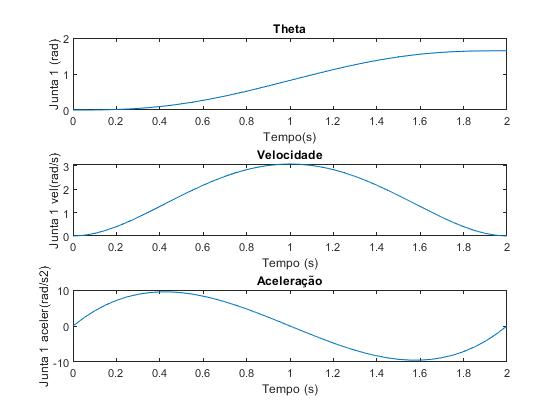 Theta
2
1
0
Junta 1 (rad)
0 0.2 0.4 0.6 0.8 1 1.2 1.4 1.6 1.8 2
Tempo(s)
Velocidade
3
2
1
0
Junta 1 vel(rad/s)
0 0.2 0.4 0.6 0.8 1 1.2 1.4 1.6 1.8 2
Tempo (s)
Aceleração
10
0
-10
Junta 1 aceler(rad/s2)
0 0.2 0.4 0.6 0.8 1 1.2 1.4 1.6 1.8 2
Tempo (s)